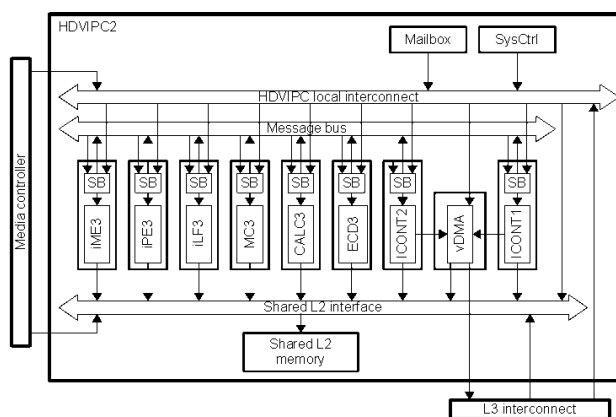 HDVIPC2
Mailbox
SysCtrl
HDVIPC local interconnect
Message bus
Media controller
SB
SB
SB
SB
SB
SB
SB
SB
iME3
iPE3
iLF3
MC3
CALC3
ECD3
ICONT2
vDMA
ICONT1
Shared L2 interface
Shared L2
memory
L3 interconnect